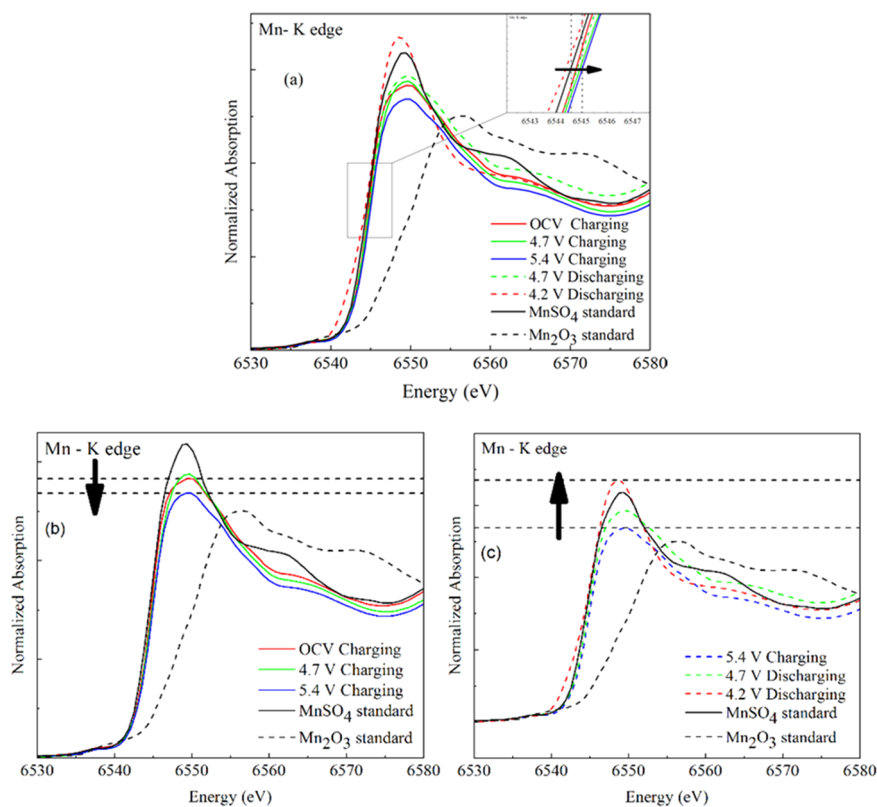 Mn- K edge
(a)
Mn-K edge
6543 6544 6545 6546 6547
Normalized Absorption
OCV Charging
4.7 V Charging
5.4 V Charging
4.7 V Discharging
4.2 V Discharging
MnSO4 standard
Mn2O3 standard
6530 6540 6550 6560 6570 6580
Energy (eV)
Mn - K edge
(b)
Normalized Absorption
OCV Charging
4.7 V Charging
5.4 V Charging
MnSO4 standard
Mn2O3 standard
6530 6540 6550 6560 6570 6580
Energy (eV)
Mn - K edge
(c)
Normalized Absorption
5.4 V Charging
4.7 V Discharging
4.2 V Discharging
MnSO4 standard
Mn2O3 standard
6530 6540 6550 6560 6570 6580
Energy (eV)